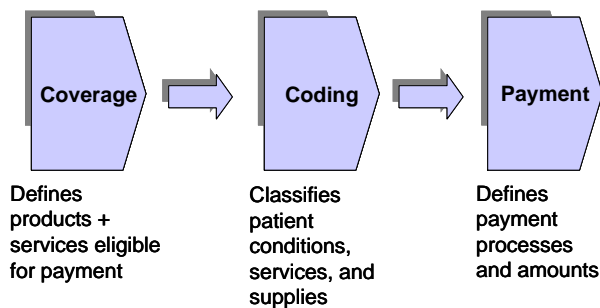 Coverage
Coding
Payment
Defines
products +
services eligible
for payment
Classifies
patient
conditions,
services, and
supplies
Defines
payment
processes
and amounts